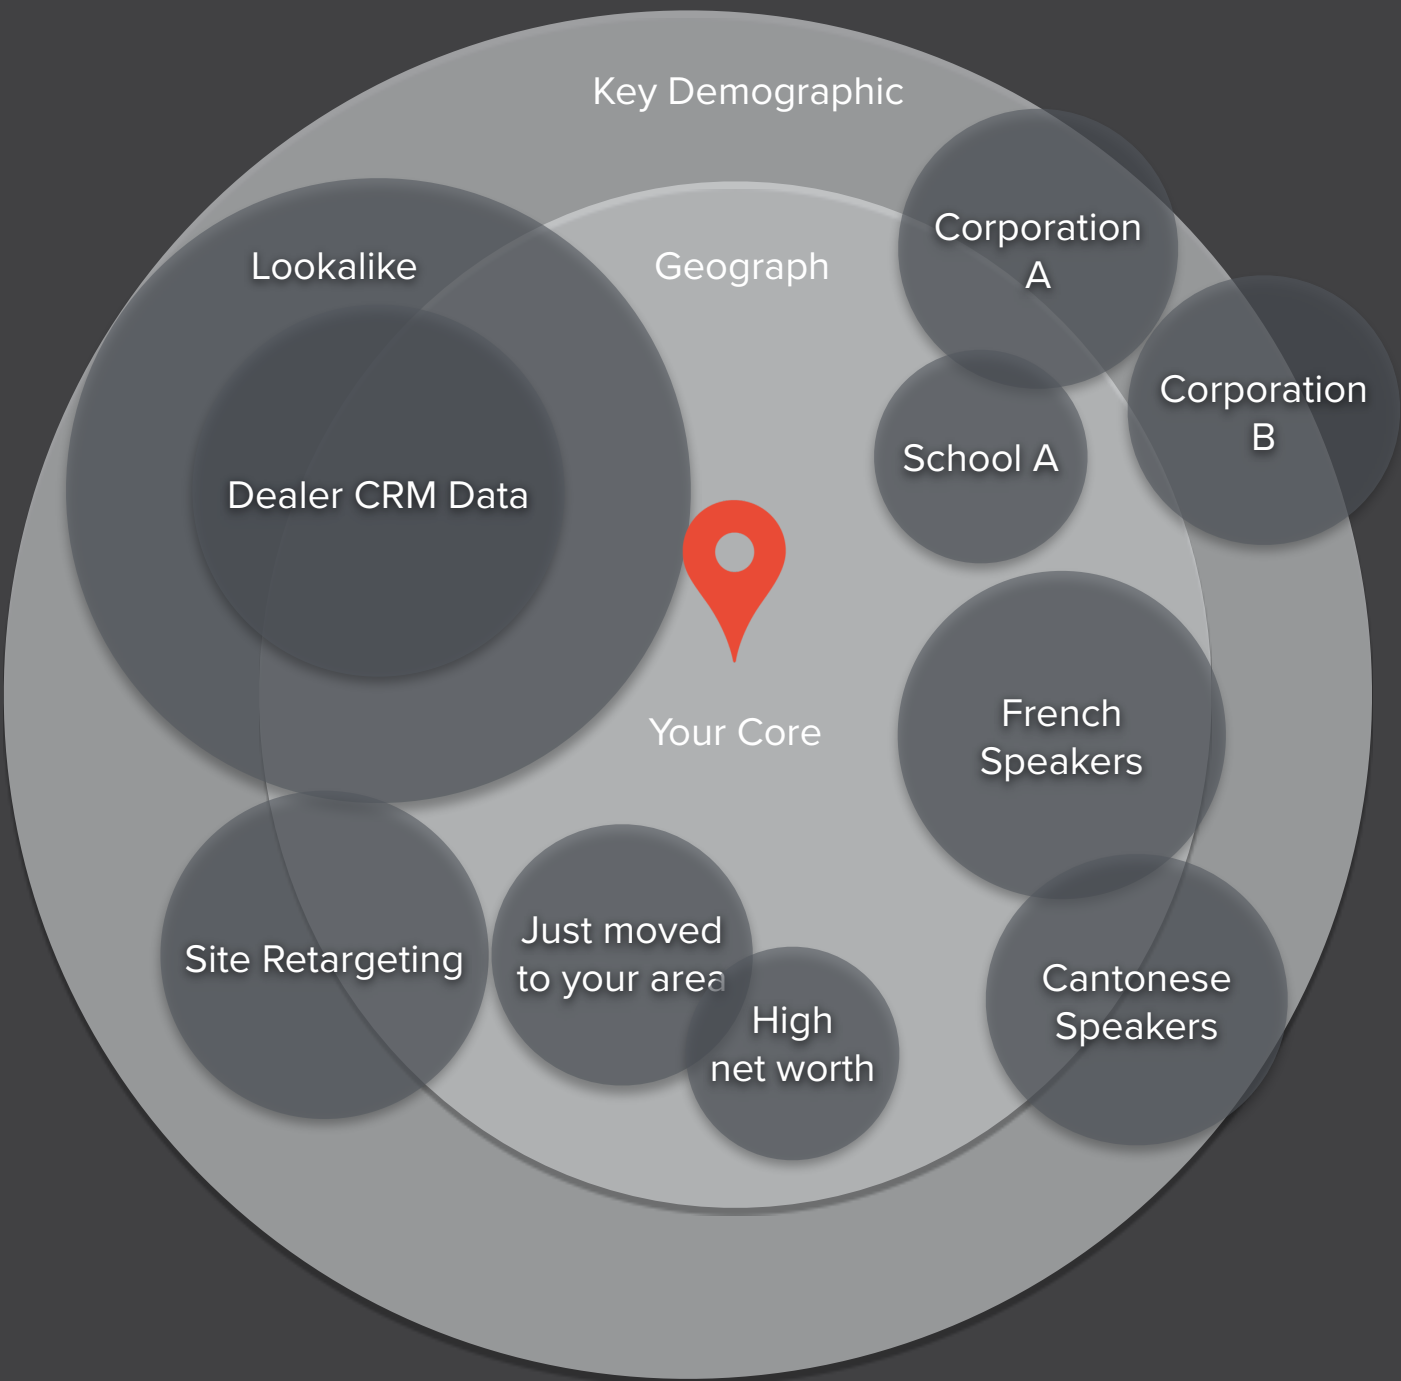 Key Demographic
Corporation
A
Lookalike
Geograph
Corporation
B
School A
Dealer CRM Data
French
Speakers
Your Core
Just moved
to your area
Site Retargeting
Cantonese
Speakers
High
net worth